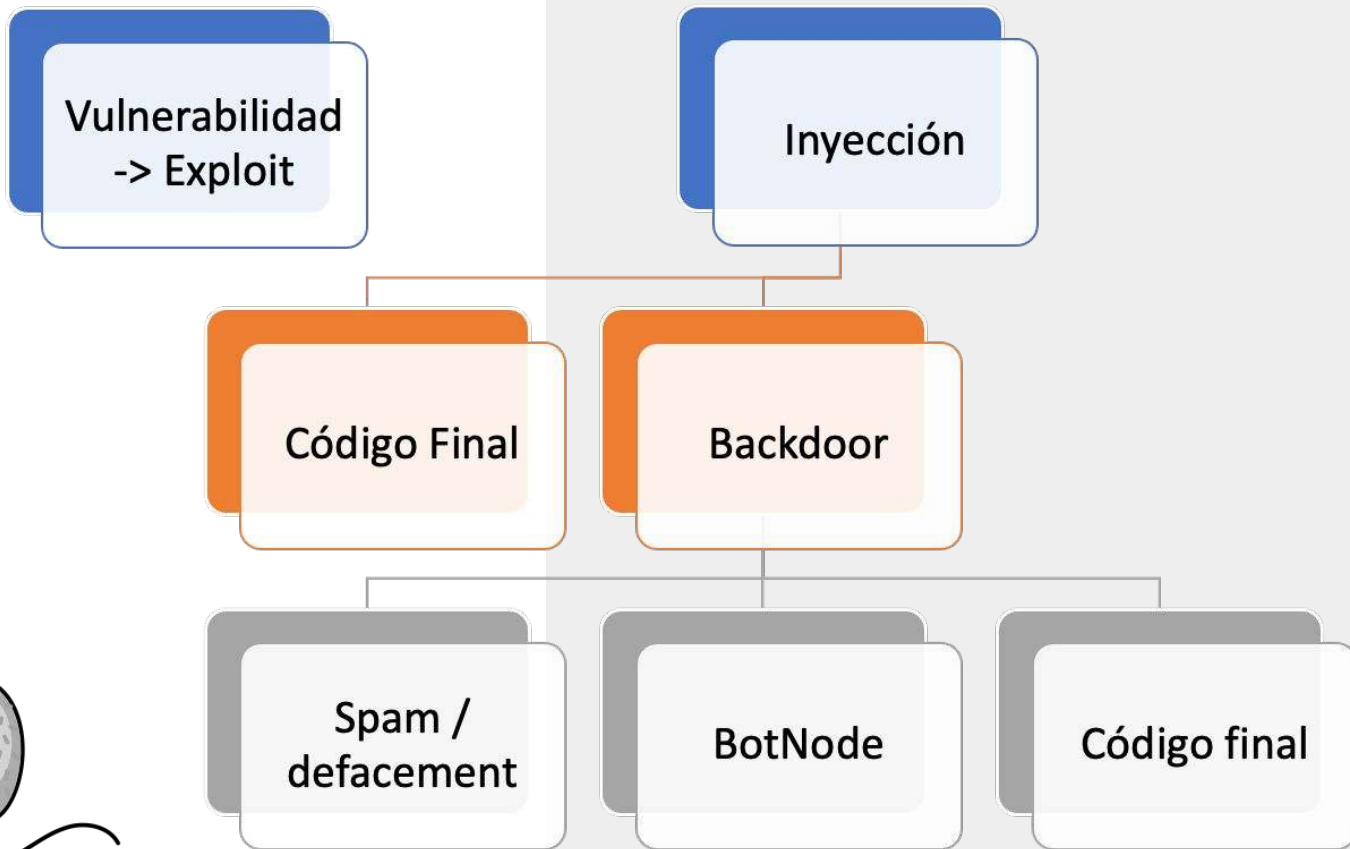 Vulnerabilidad
-> Exploit
Inyección
Código Final
Backdoor
Spam /
defacement
BotNode
Código final